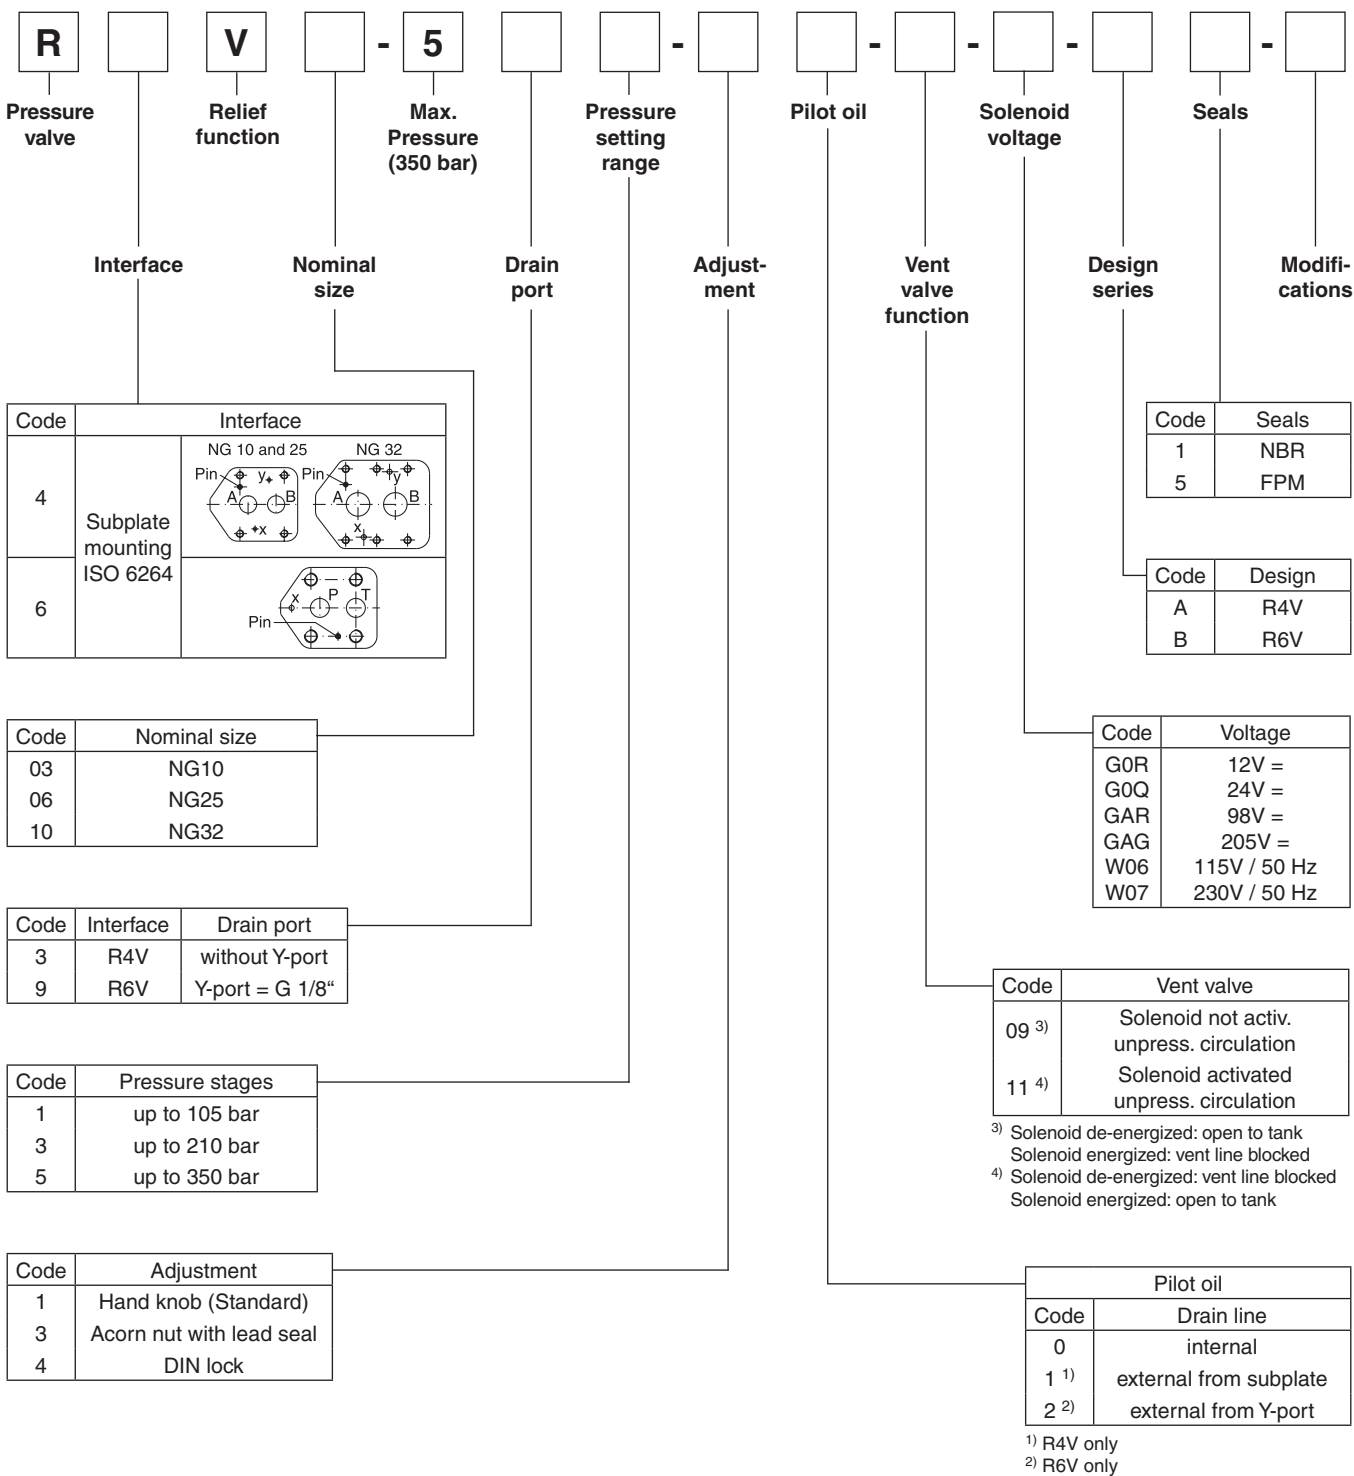 R V - 5 - - - - -
Pressure valve
Relief function
Max. Pressure (350 bar)
Pressure setting range
Pilot oil
Solenoid voltage
Seals
Interface
Nominal size
Drain port
Adjust-
ment
Vent valve function
Design series
Modifi-
cations
Code Interface
4
Subplate mounting ISO 6264
NG 10 and 25
Pin y A B x
NG 32
Pin y A B x
6
x P T
Pin
Code Nominal size
03 NG10
06 NG25
10 NG32
Code Interface Drain port
3 R4V without Y-port
9 R6V Y-port = G 1/8“
Code Pressure stages
1 up to 105 bar
3 up to 210 bar
5 up to 350 bar
Code Adjustment
1 Hand knob (Standard)
3 Acorn nut with lead seal
4 DIN lock
Code Seals
1 NBR
5 FPM
Code Design
A R4V
B R6V
Code Voltage
G0R 12V =
G0Q 24V =
GAR 98V =
GAG 205V =
W06 115V / 50 Hz
W07 230V / 50 Hz
Code Vent valve
09 3) Solenoid not activ.
unpress. circulation
11 4) Solenoid activated
unpress. circulation
3) Solenoid de-energized: open to tank
Solenoid energized: vent line blocked
4) Solenoid de-energized: vent line blocked
Solenoid energized: open to tank
Pilot oil
Code Drain line
0 internal
1 1) external from subplate
2 2) external from Y-port
1) R4V only
2) R6V only